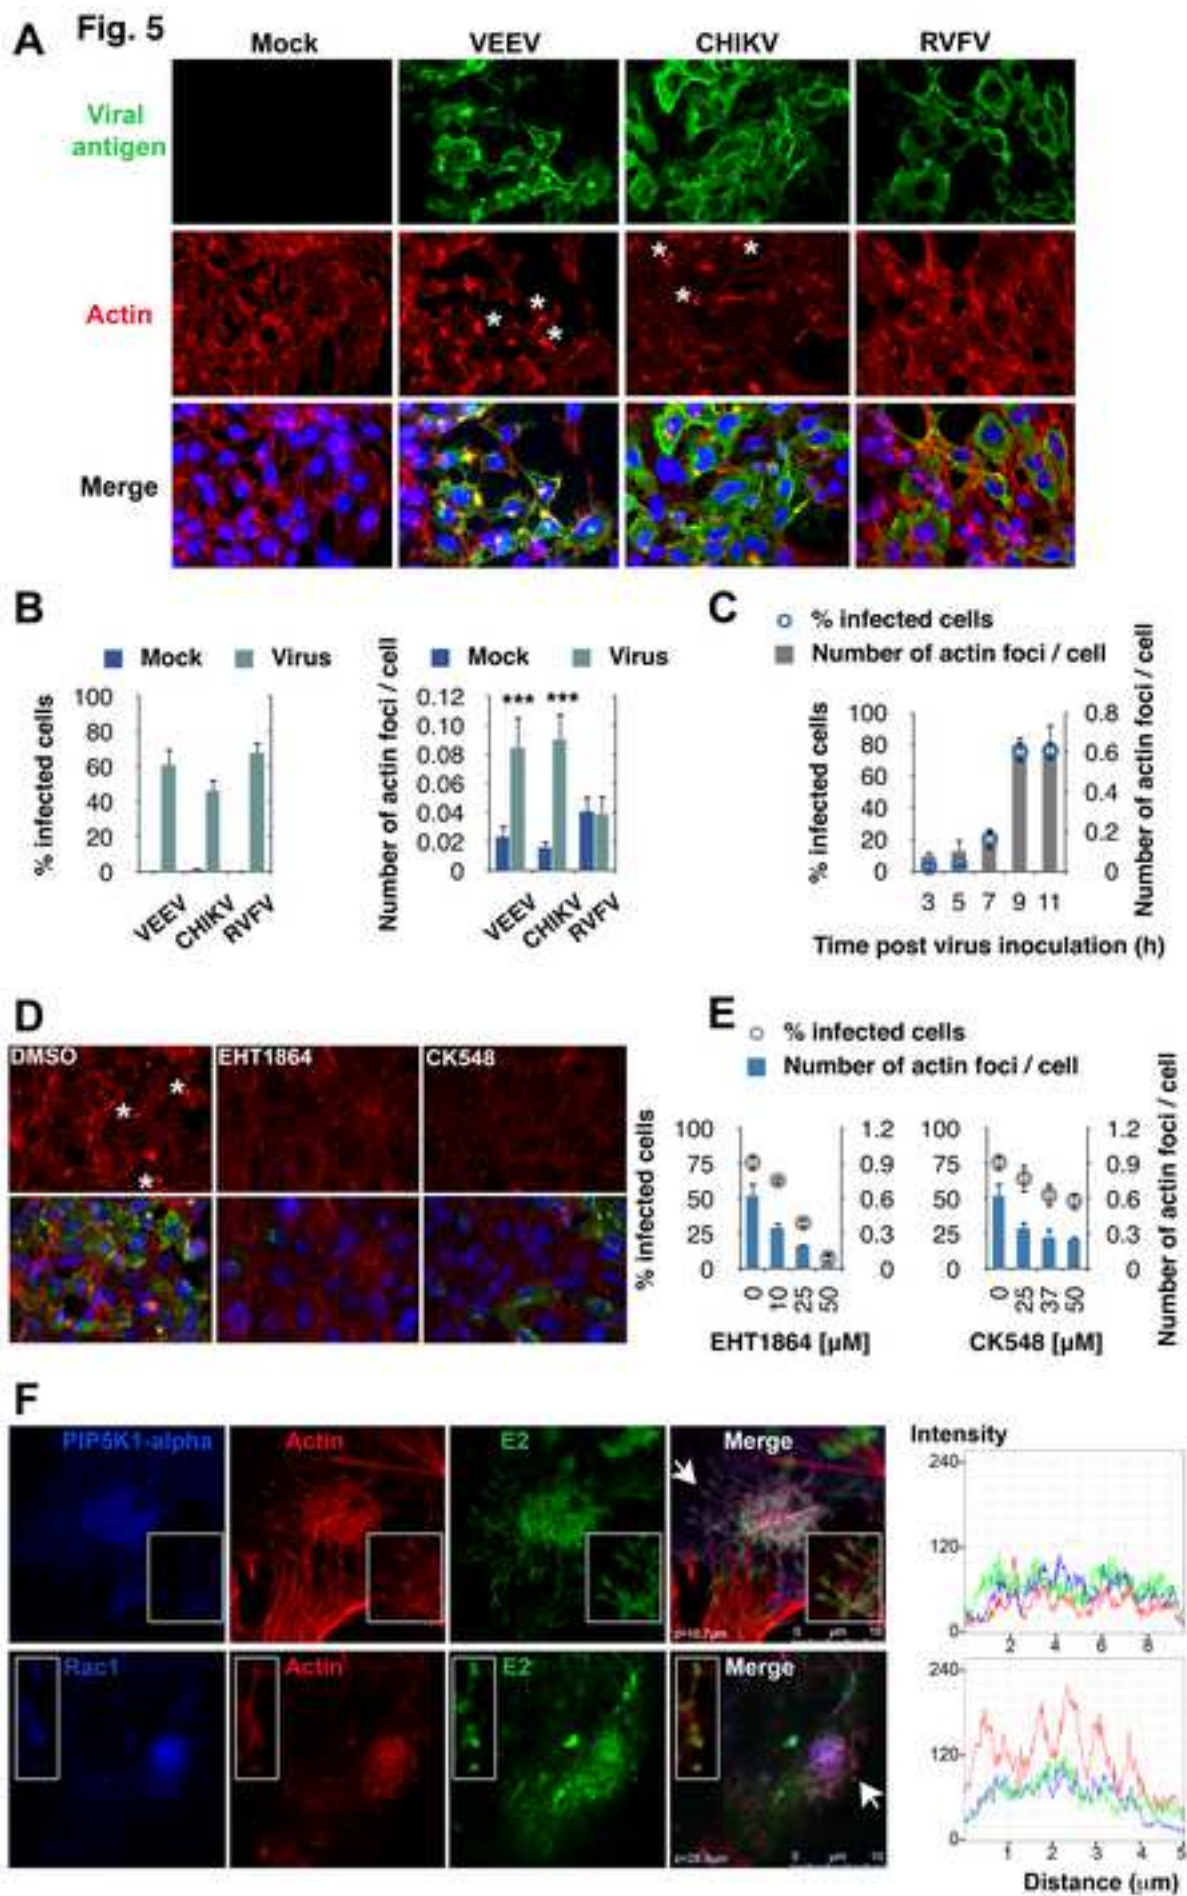 Fig. 5
A
Mock VEEV CHIKV RVFV
Viral
antigen
Actin
* * *
* * *
Merge
B
Mock Virus
% infected cells
100
80
60
40
20
0
VEEV CHIKV RVFV
Mock Virus
Number of actin foci / cell
0.12
0.10
0.08
0.06
0.04
0.02
0
*** ***
VEEV CHIKV RVFV
C
% infected cells
Number of actin foci / cell
% infected cells
100
80
60
40
20
0
0.8
0.6
0.4
0.2
0
Number of actin foci / cell
3 5 7 9 11
Time post virus inoculation (h)
D
DMSO EHT1864 CK548
* * *
E
% infected cells
Number of actin foci / cell
% infected cells
100
75
50
25
0
1.2
0.9
0.6
0.3
0
0 10 25 50
EHT1864 [µM]
100
75
50
25
0
1.2
0.9
0.6
0.3
0
0 25 37 50
CK548 [µM]
Number of actin foci / cell
F
PIP5K1-alpha Actin E2 Merge
0 µm 10
Rac1 Actin E2 Merge
0 µm 10
Intensity
240
120
0
2 4 6 8
240
120
0
1 2 3 4 5
Distance (µm)